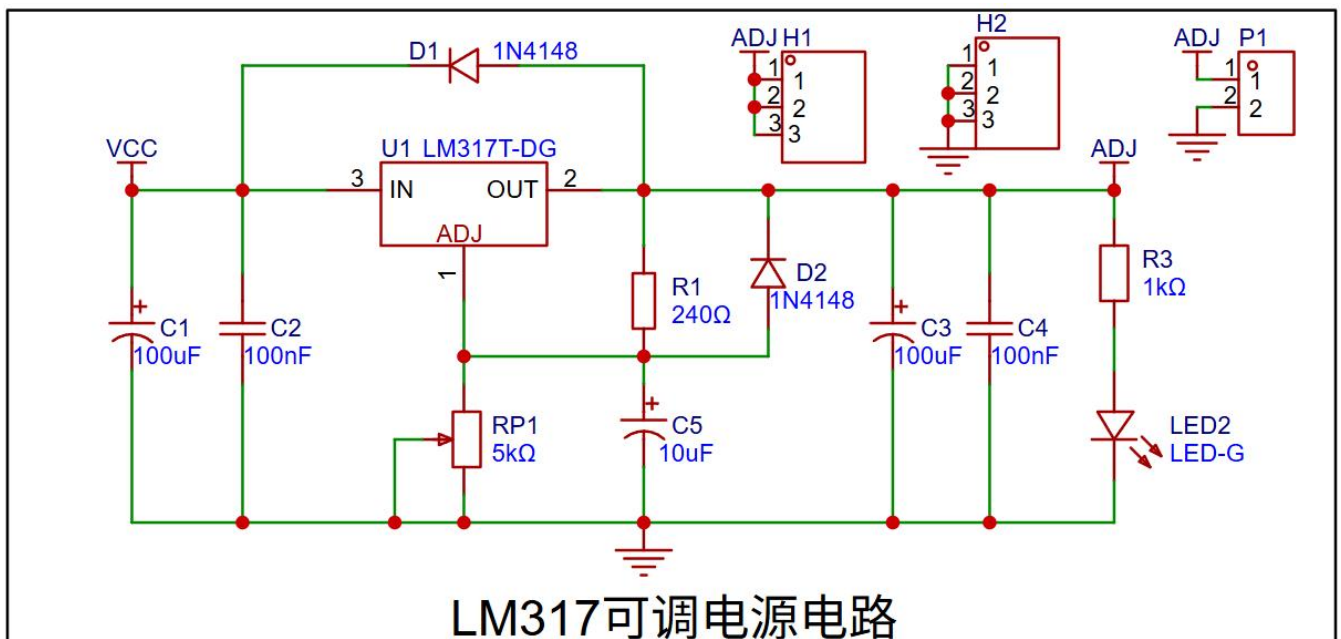 D1 1N4148
ADJ H1
1 1
2 2
3 3
H2
1 1
2 2
3 3
ADJ P1
1 1
2 2
VCC
U1 LM317T-DG
3 IN OUT 2
ADJ
1
ADJ
+ C1
100uF
C2
100nF
R1
240Ω
D2
1N4148
+ C3
100uF
C4
100nF
R3
1kΩ
RP1
5kΩ
+ C5
10uF
LED2
LED-G
LM317可调电源电路